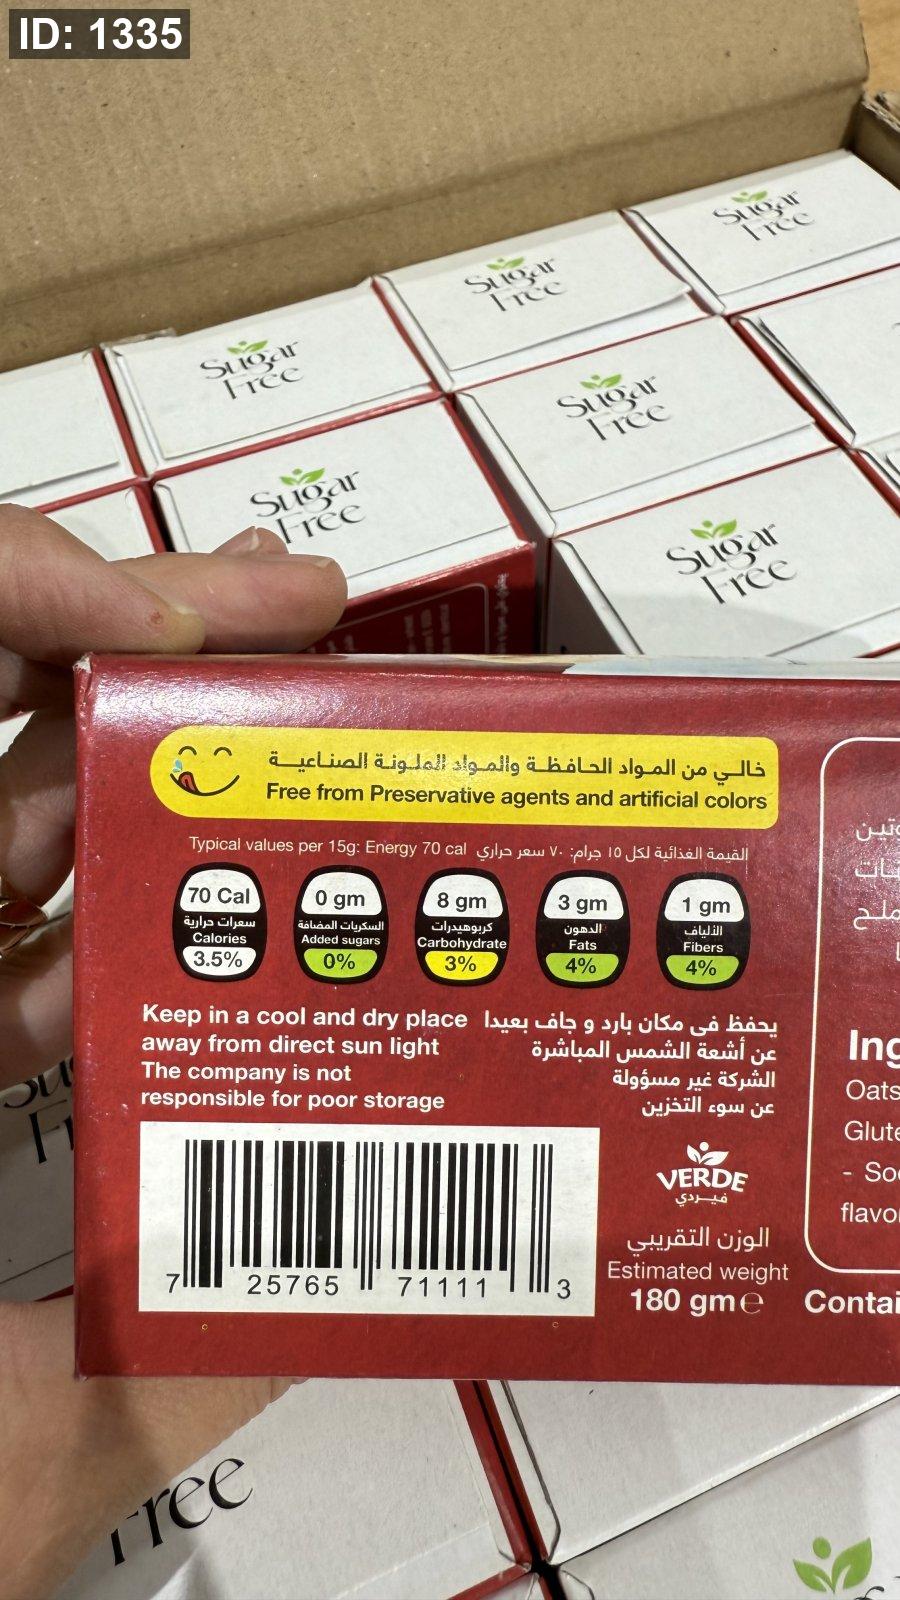 ID: 1335
Sugar
Free
Sugar
Free
Sugar
Free
Sugar
Free
Sugar
Free
Sugar
Free
خالي من المواد الحافظة والمواد الملونة الصناعية
Free from Preservative agents and artificial colors
Typical values per 15g: Energy 70 cal القيمة الغذائية لكل ١٥ جرام: ٧٠ سعر حراري
70 Cal
سعرات حرارية
Calories
3.5%
0 gm
السكريات المضافة
Added sugars
0%
8 gm
كربوهيدرات
Carbohydrate
3%
3 gm
الدهون
Fats
4%
1 gm
الألياف
Fibers
4%
Keep in a cool and dry place
away from direct sun light
The company is not
responsible for poor storage
يحفظ فى مكان بارد و جاف بعيدا
عن أشعة الشمس المباشرة
الشركة غير مسؤولة
عن سوء التخزين
7 25765 71111 3
VERDE
فيردي
الوزن التقريبي
Estimated weight
180 gm e
Oats
free